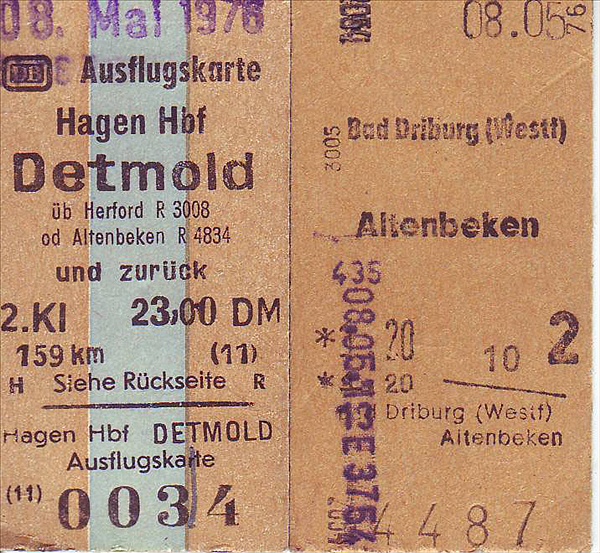 08. Mai 1976
DB Ausflugskarte
Hagen Hbf
Detmold
üb Herford R 3008
od Altenbeken R 4834
und zurück
2.Kl 23,00 DM
159 km (11)
H Siehe Rückseite R
Hagen Hbf DETMOLD
Ausflugskarte
(11) 0034
08.05 76
3005
Bad Driburg (Westf)
Altenbeken
435
* 20 10 2
* 20
Driburg (Westf)
Altenbeken
4487